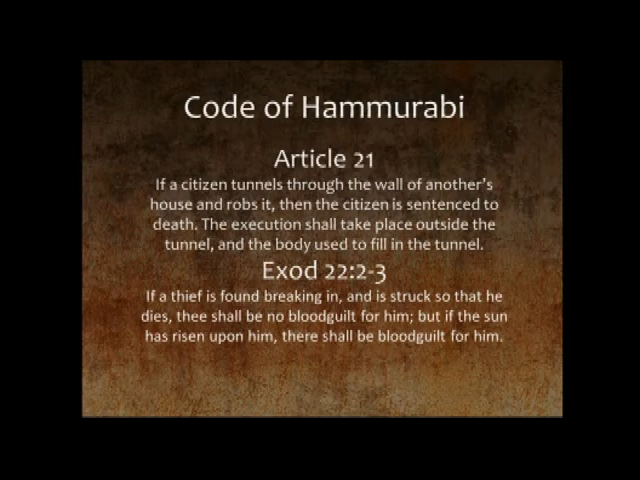 Code of Hammurabi
Article 21
If a citizen tunnels through the wall of another's
house and robs it, then the citizen is sentenced to
death. The execution shall take place outside the
tunnel, and the body used to fill in the tunnel.
Exod 22:2-3
If a thief is found breaking in, and is struck so that he
dies, thee shall be no bloodguilt for him; but if the sun
has risen upon him, there shall be bloodguilt for him.